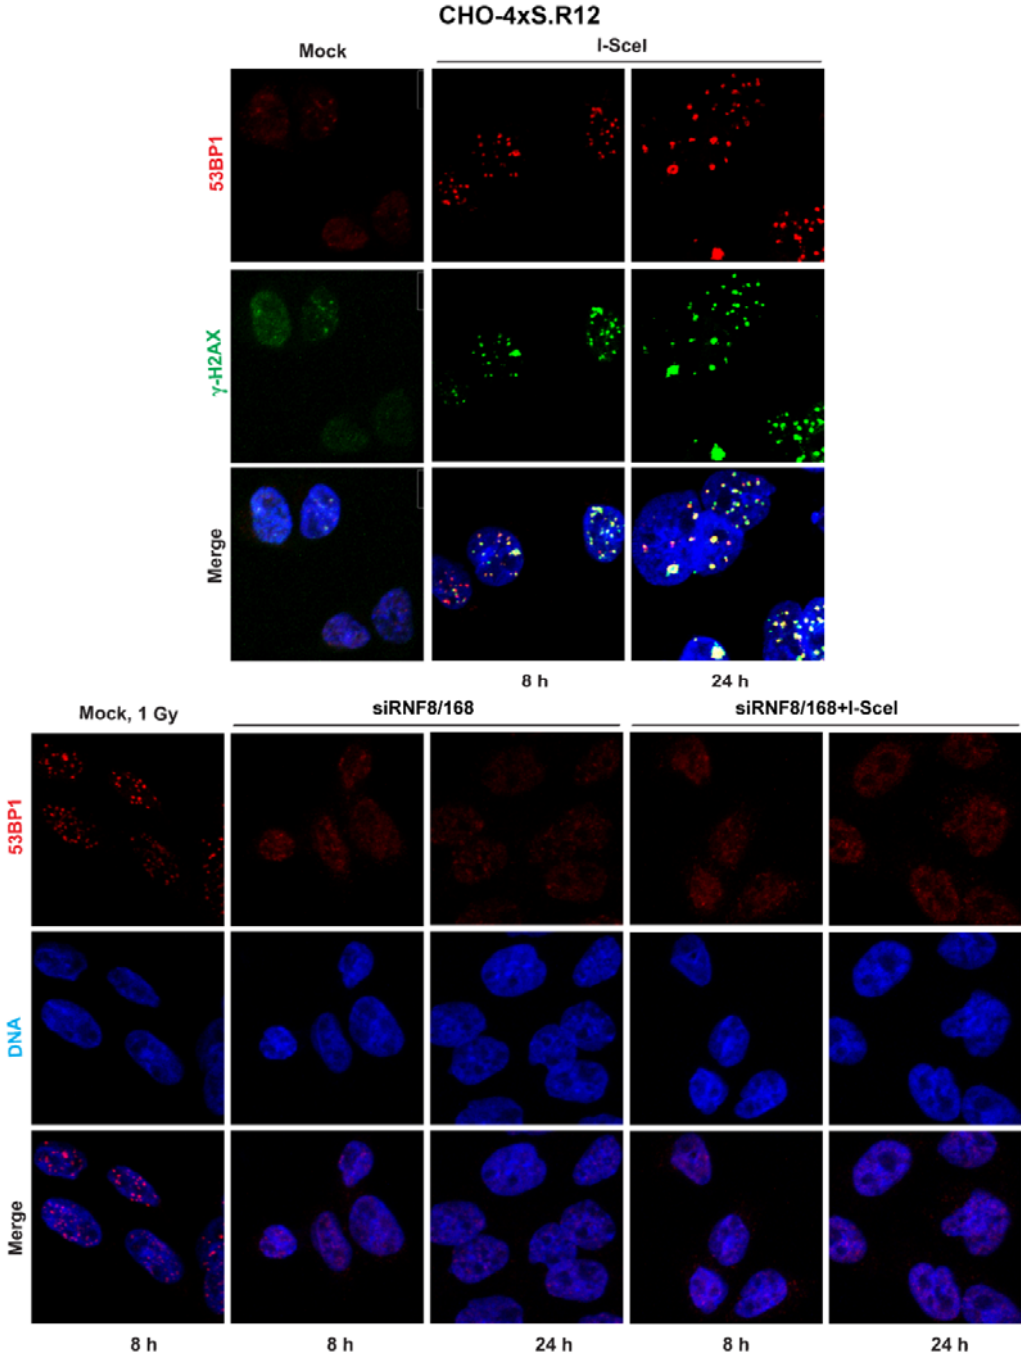 CHO-4xS.R12
Mock
I-SceI
53BP1
γ-H2AX
Merge
8 h
24 h
Mock, 1 Gy
siRNF8/168
siRNF8/168+I-SceI
53BP1
DNA
Merge
8 h
8 h
24 h
8 h
24 h